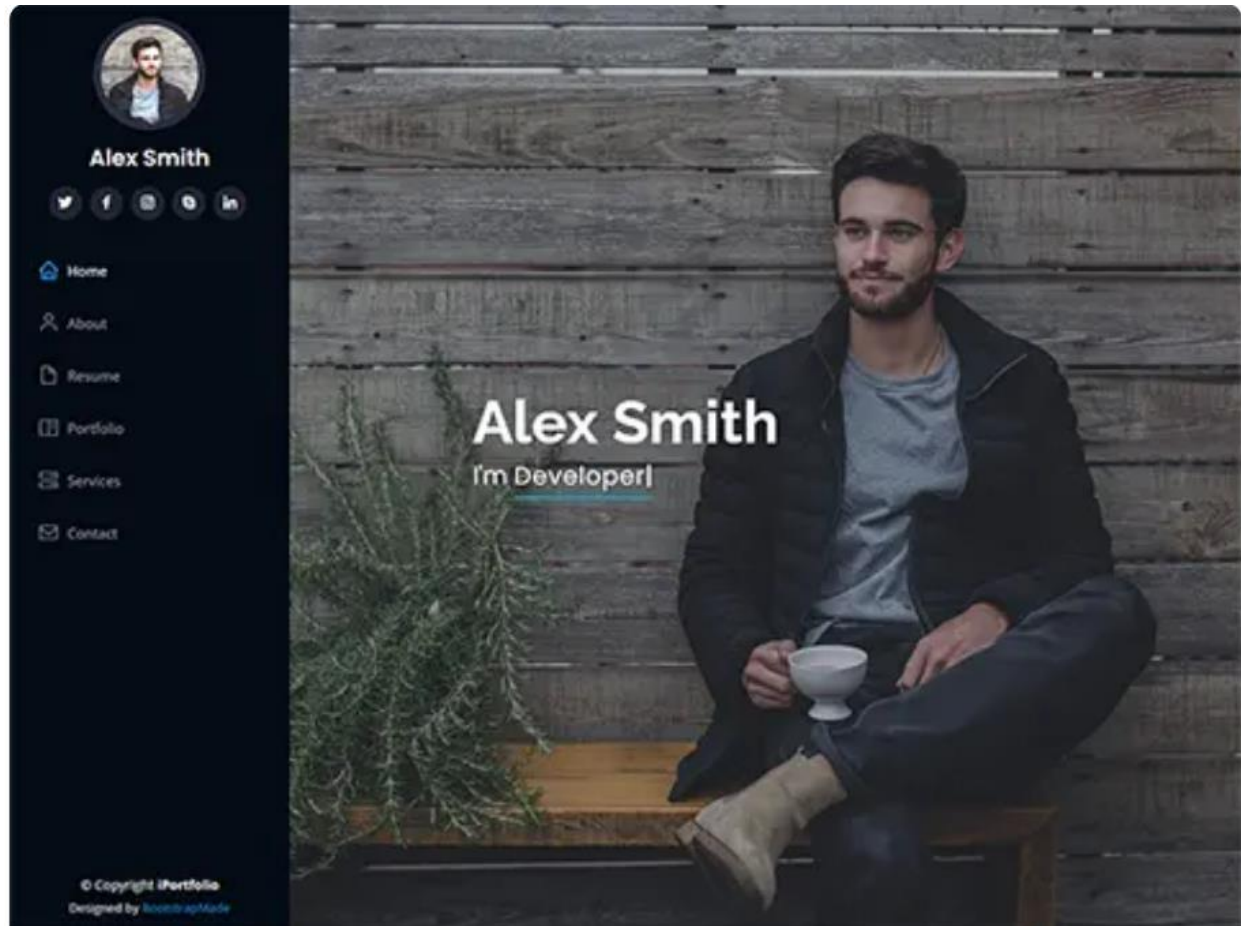 Alex Smith
Home
About
Resume
Portfolio
Services
Contact
© Copyright iPortfolio
Designed by BootstrapMade
Alex Smith
I'm Developer|